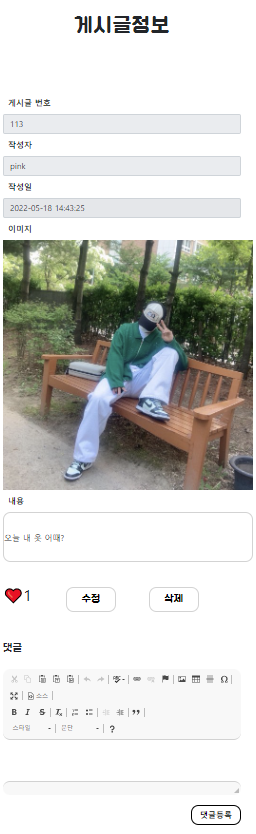 게시글정보
게시글 번호
113
작성자
pink
작성일
2022-05-18 14:43:25
이미지
내용
오늘 내 옷 어때?
1
수정
삭제
댓글
소스
B I S
스타일
문단
?
댓글등록